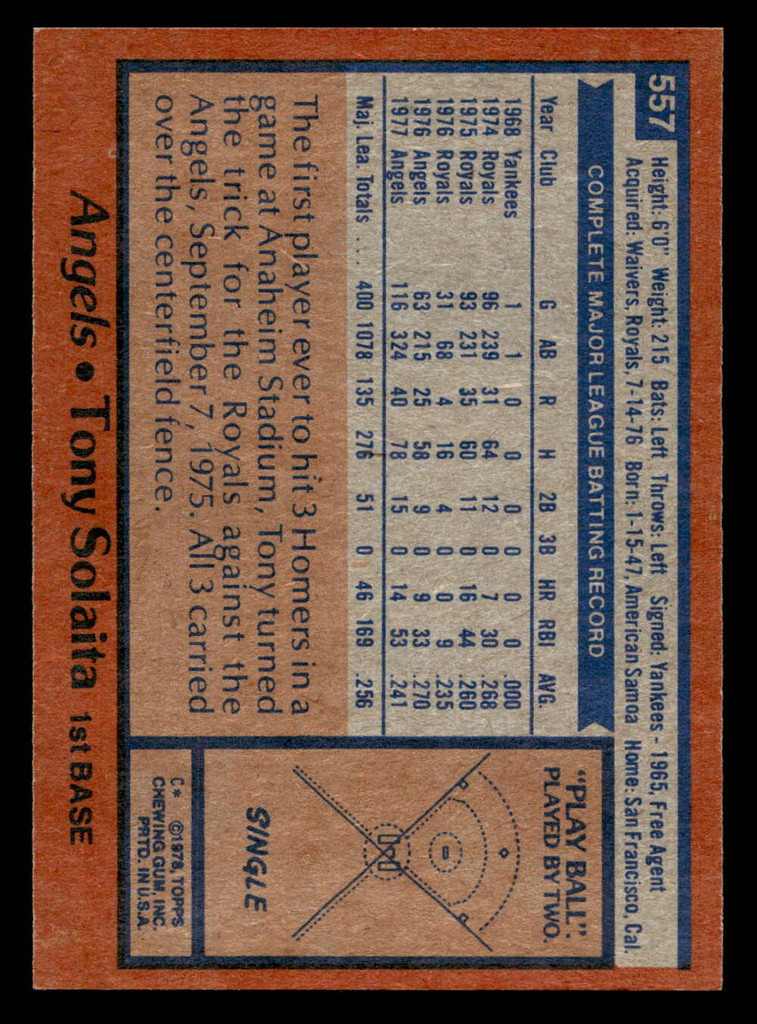 557
Height: 6'0" Weight: 215 Bats: Left Throws: Left Signed: Yankees - 1965, Free Agent
Acquired: Waivers, Royals, 7-14-76 Born: 1-15-47, American Samoa Home: San Francisco, Cal.
COMPLETE MAJOR LEAGUE BATTING RECORD
Year Club G AB R H 2B 3B HR RBI AVG.
1968 Yankees 1 1 0 0 0 0 0 0 .000
1974 Royals 96 239 31 64 12 0 7 30 .268
1975 Royals 93 231 35 60 11 0 16 44 .260
1976 Royals 31 68 4 16 4 0 0 9 .235
1976 Angels 63 215 25 58 9 0 9 33 .270
1977 Angels 116 324 40 78 15 0 14 53 .241
Maj. Lea. Totals .... 400 1078 135 276 51 0 46 169 .256
The first player ever to hit 3 Homers in a
game at Anaheim Stadium, Tony turned
the trick for the Royals against the
Angels, September 7, 1975. All 3 carried
over the centerfield fence.
"PLAY BALL":
PLAYED BY TWO.
SINGLE
C* ©1978, TOPPS
CHEWING GUM, INC.
PRTD. IN U.S.A.
Angels • Tony Solaita 1st BASE